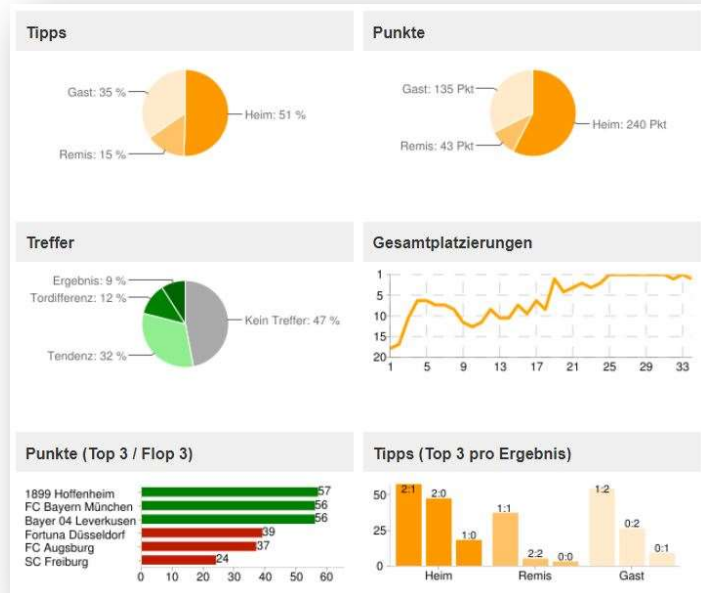 Tipps
Gast: 35 %
Heim: 51 %
Remis: 15 %
Punkte
Gast: 135 Pkt
Heim: 240 Pkt
Remis: 43 Pkt
Treffer
Ergebnis: 9 %
Tordifferenz: 12 %
Kein Treffer: 47 %
Tendenz: 32 %
Gesamtplatzierungen
1
5
10
15
20
1 5 9 13 17 21 25 29 33
Punkte (Top 3 / Flop 3)
1899 Hoffenheim 57
FC Bayern München 56
Bayer 04 Leverkusen 56
Fortuna Düsseldorf 39
FC Augsburg 37
SC Freiburg 24
0 10 20 30 40 50 60
Tipps (Top 3 pro Ergebnis)
50
25
0
2:1 2:0 1:0 1:1 2:2 0:0 1:2 0:2 0:1
Heim Remis Gast